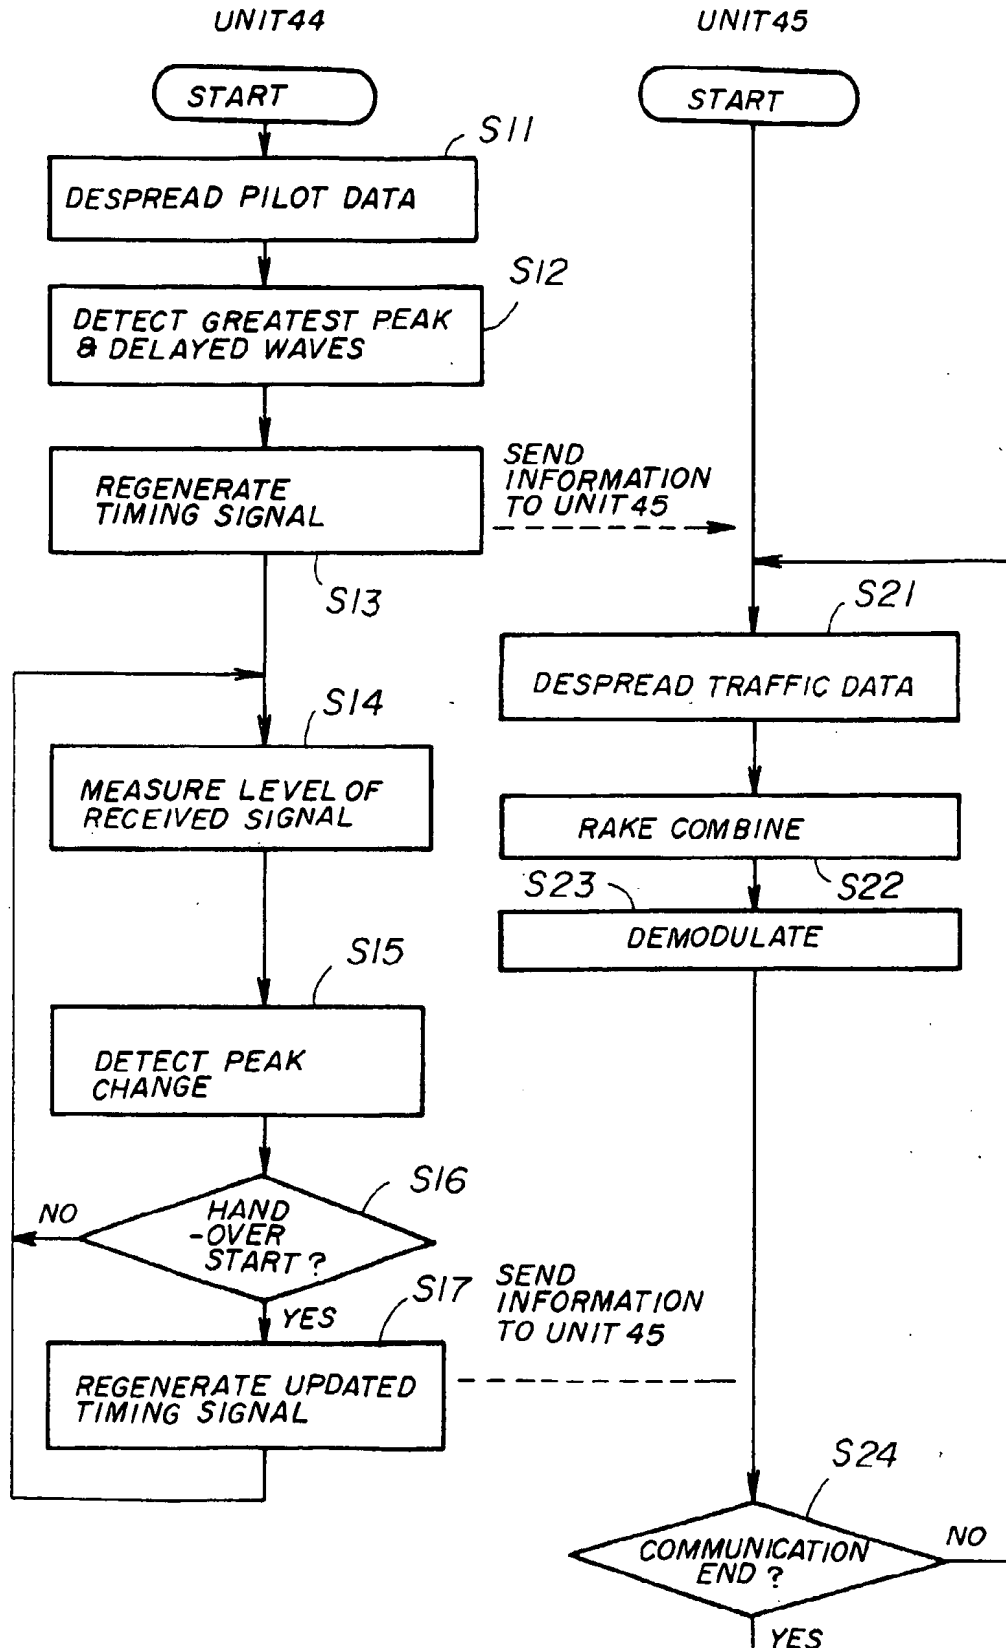 UNIT44
UNIT45
START
START
S11
DESPREAD PILOT DATA
S12
DETECT GREATEST PEAK
& DELAYED WAVES
REGENERATE
TIMING SIGNAL
SEND
INFORMATION
TO UNIT45
S13
S21
DESPREAD TRAFFIC DATA
S14
MEASURE LEVEL OF
RECEIVED SIGNAL
RAKE COMBINE
S22
S23
DEMODULATE
S15
DETECT PEAK
CHANGE
S16
HAND
-OVER
START?
NO
YES
S17
SEND
INFORMATION
TO UNIT 45
REGENERATE UPDATED
TIMING SIGNAL
S24
COMMUNICATION
END?
NO
YES